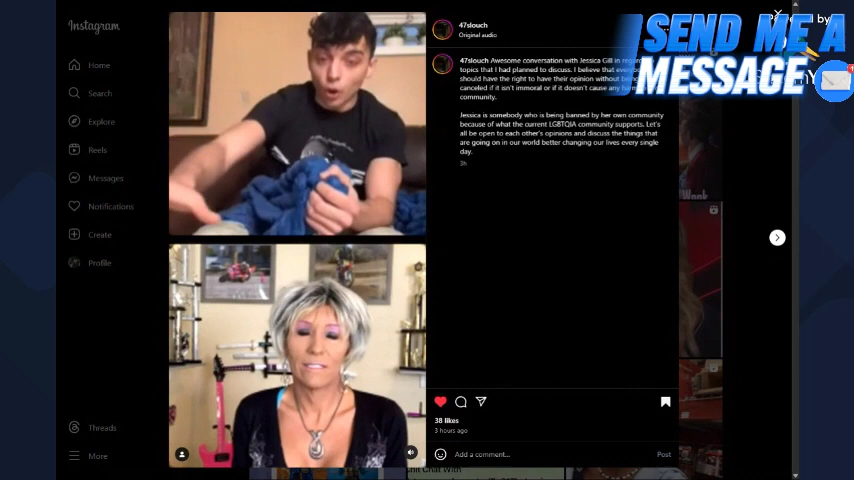 Instagram
Home
Search
Explore
Reels
Messages
Notifications
Create
Profile
Threads
More
47slouch
Original audio
47slouch Awesome conversation with Jessica Gill in
topics that I had planned to discuss. I believe that
should have the right to have their opinion without
canceled if it isn't immoral or if it doesn't cause any
community.
Jessica is somebody who is being banned by her own community
because of what the current LGBTQIA community supports. Let's
all be open to each other's opinions and discuss the things that
are going on in our world better changing our lives every single
day.
3h
38 likes
3 hours ago
Add a comment...
Post
SEND ME A
MESSAGE
by
Chit Chat With